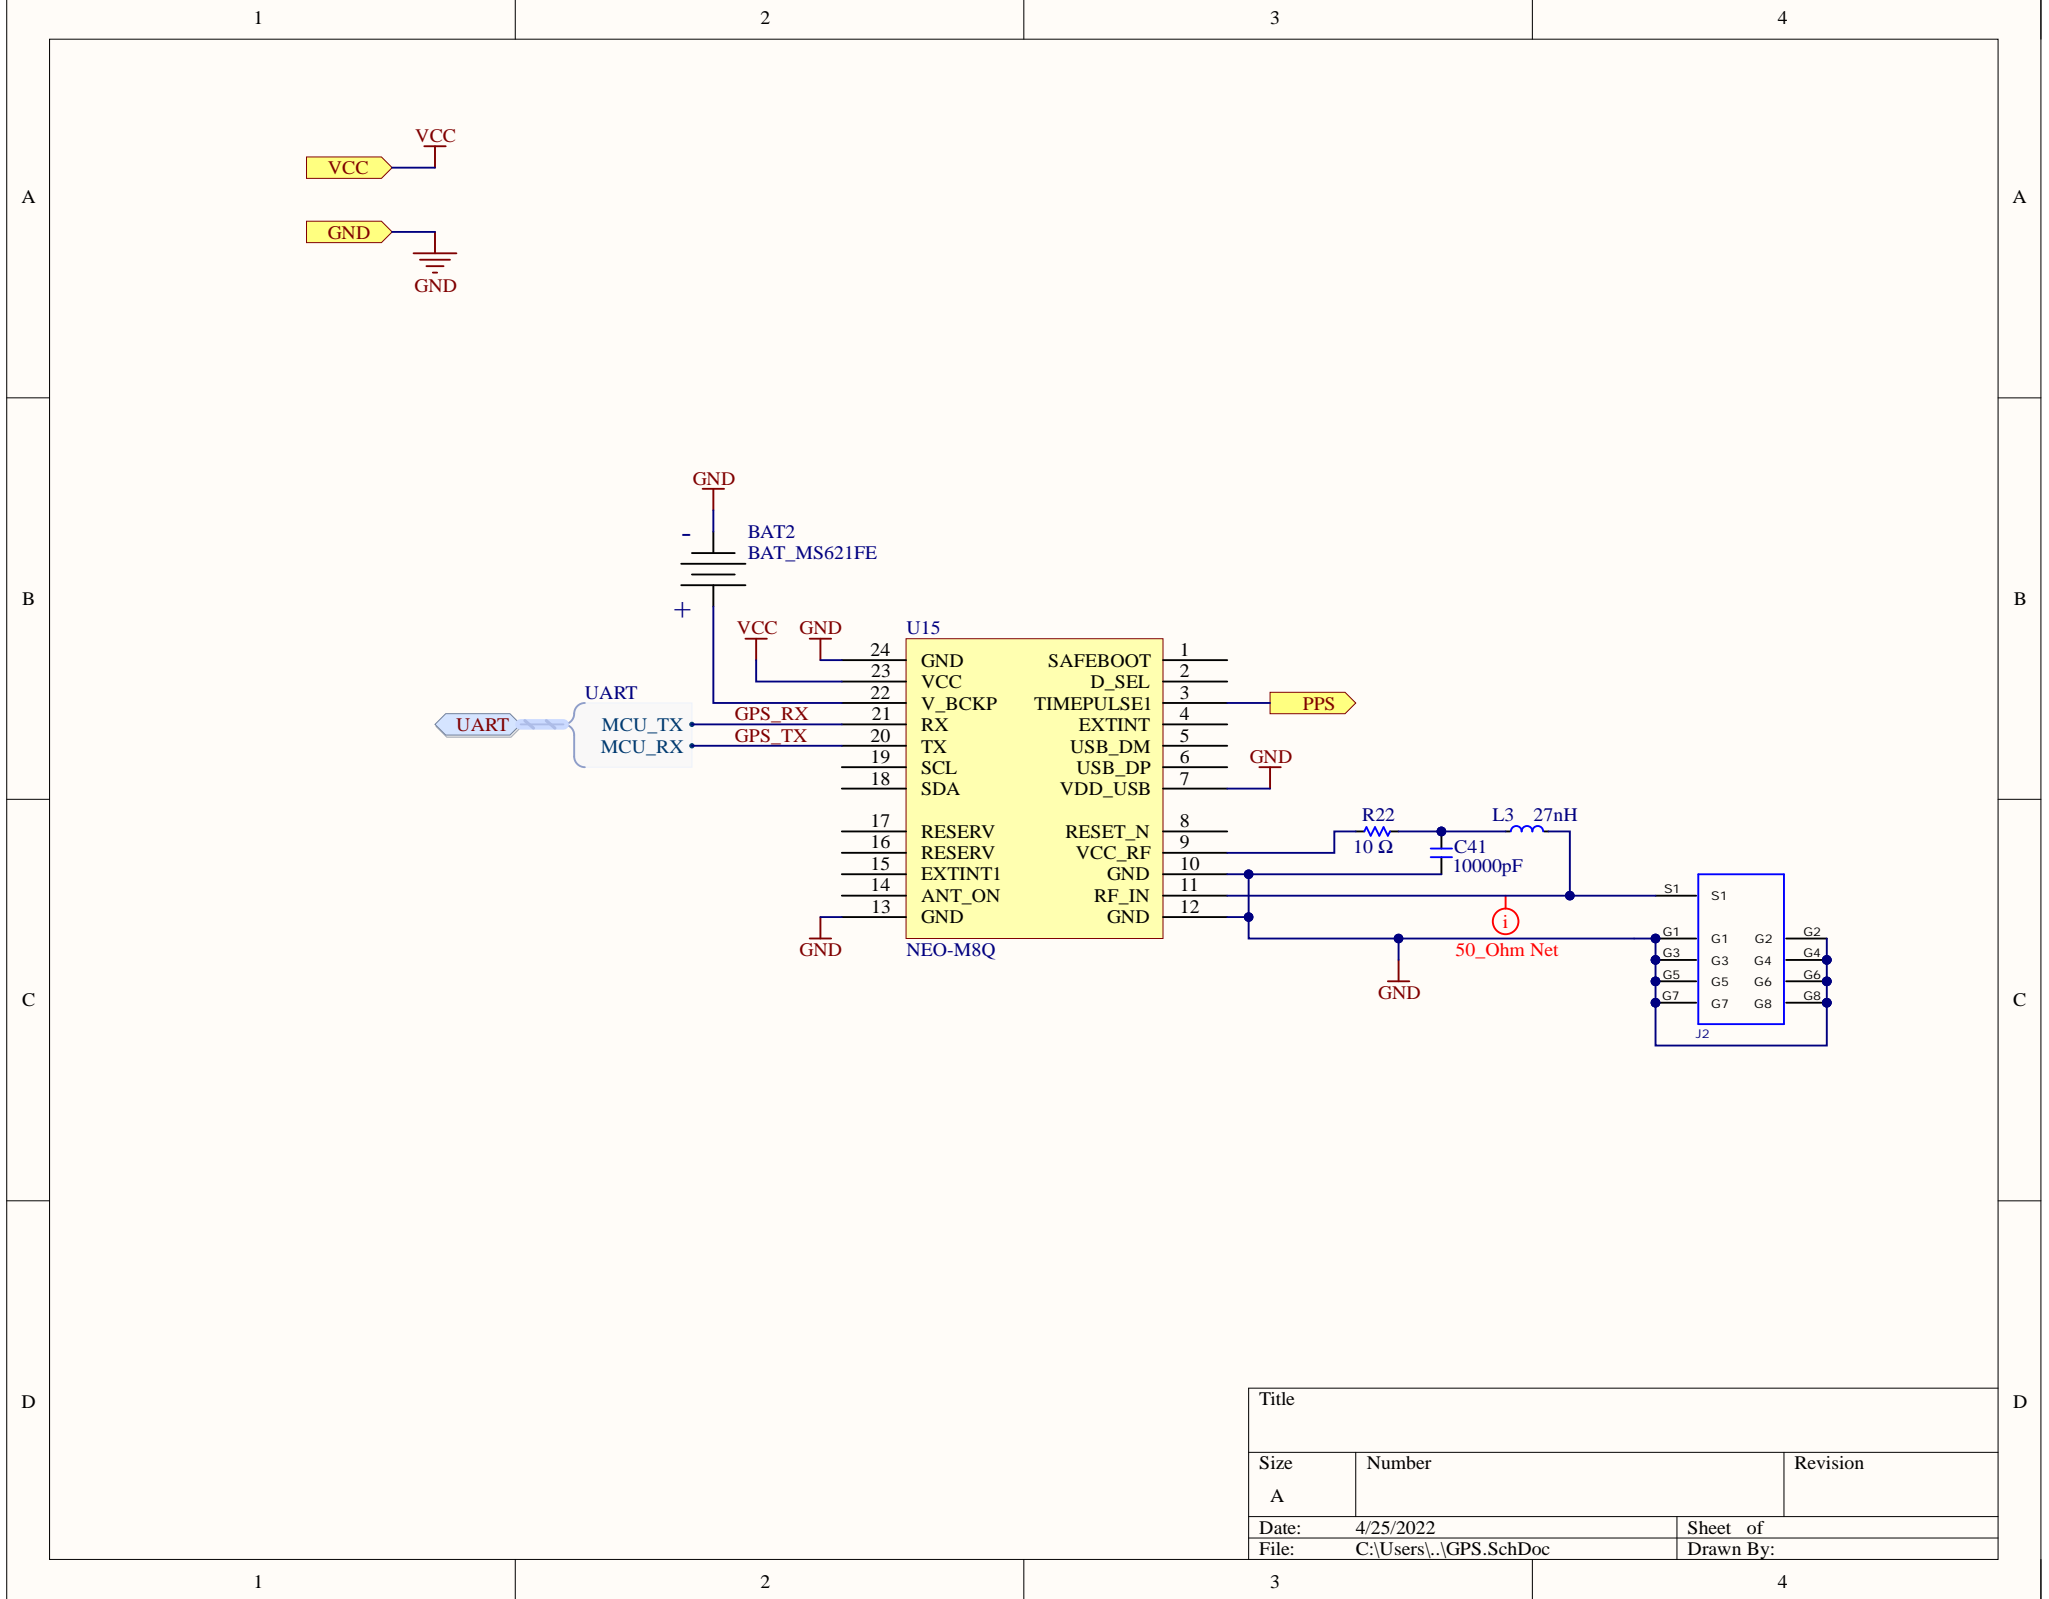 1 2 3 4
A A
VCC
VCC
GND
GND
B B
GND
-
BAT2
BAT_MS621FE
+
VCC GND
U15
24 GND SAFEBOOT 1
23 VCC D_SEL 2
22 V_BCKP TIMEPULSE1 3
21 RX EXTINT 4
20 TX USB_DM 5
19 SCL USB_DP 6
18 SDA VDD_USB 7
17 RESERV RESET_N 8
16 RESERV VCC_RF 9
15 EXTINT1 GND 10
14 ANT_ON RF_IN 11
13 GND GND 12
NEO-M8Q
UART
UART
MCU_TX GPS_RX
MCU_RX GPS_TX
PPS
GND
R22
10 Ω
L3 27nH
C41
10000pF
GND
i
50_Ohm Net
GND
S1 S1
G1 G1 G2 G2
G3 G3 G4 G4
G5 G5 G6 G6
G7 G7 G8 G8
J2
C C
D D
Title
Size Number Revision
A
Date: 4/25/2022 Sheet of
File: C:\Users\..\GPS.SchDoc Drawn By:
1 2 3 4